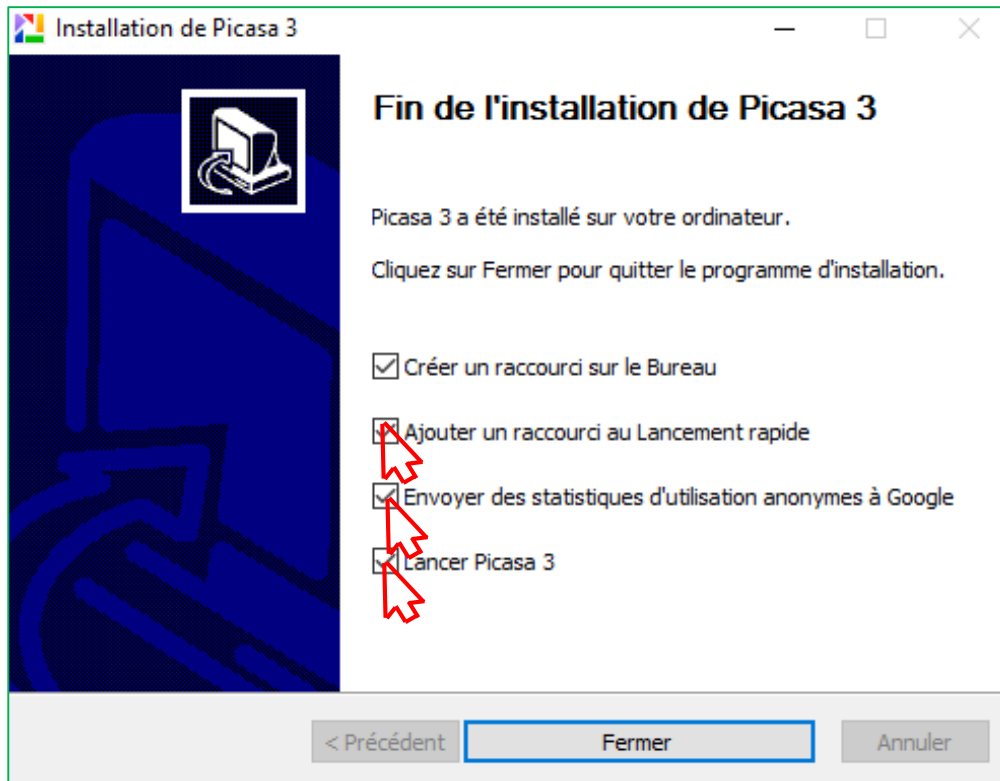 Installation de Picasa 3
Fin de l'installation de Picasa 3
Picasa 3 a été installé sur votre ordinateur.
Cliquez sur Fermer pour quitter le programme d'installation.
Créer un raccourci sur le Bureau
Ajouter un raccourci au Lancement rapide
Envoyer des statistiques d'utilisation anonymes à Google
Lancer Picasa 3
< Précédent Fermer Annuler